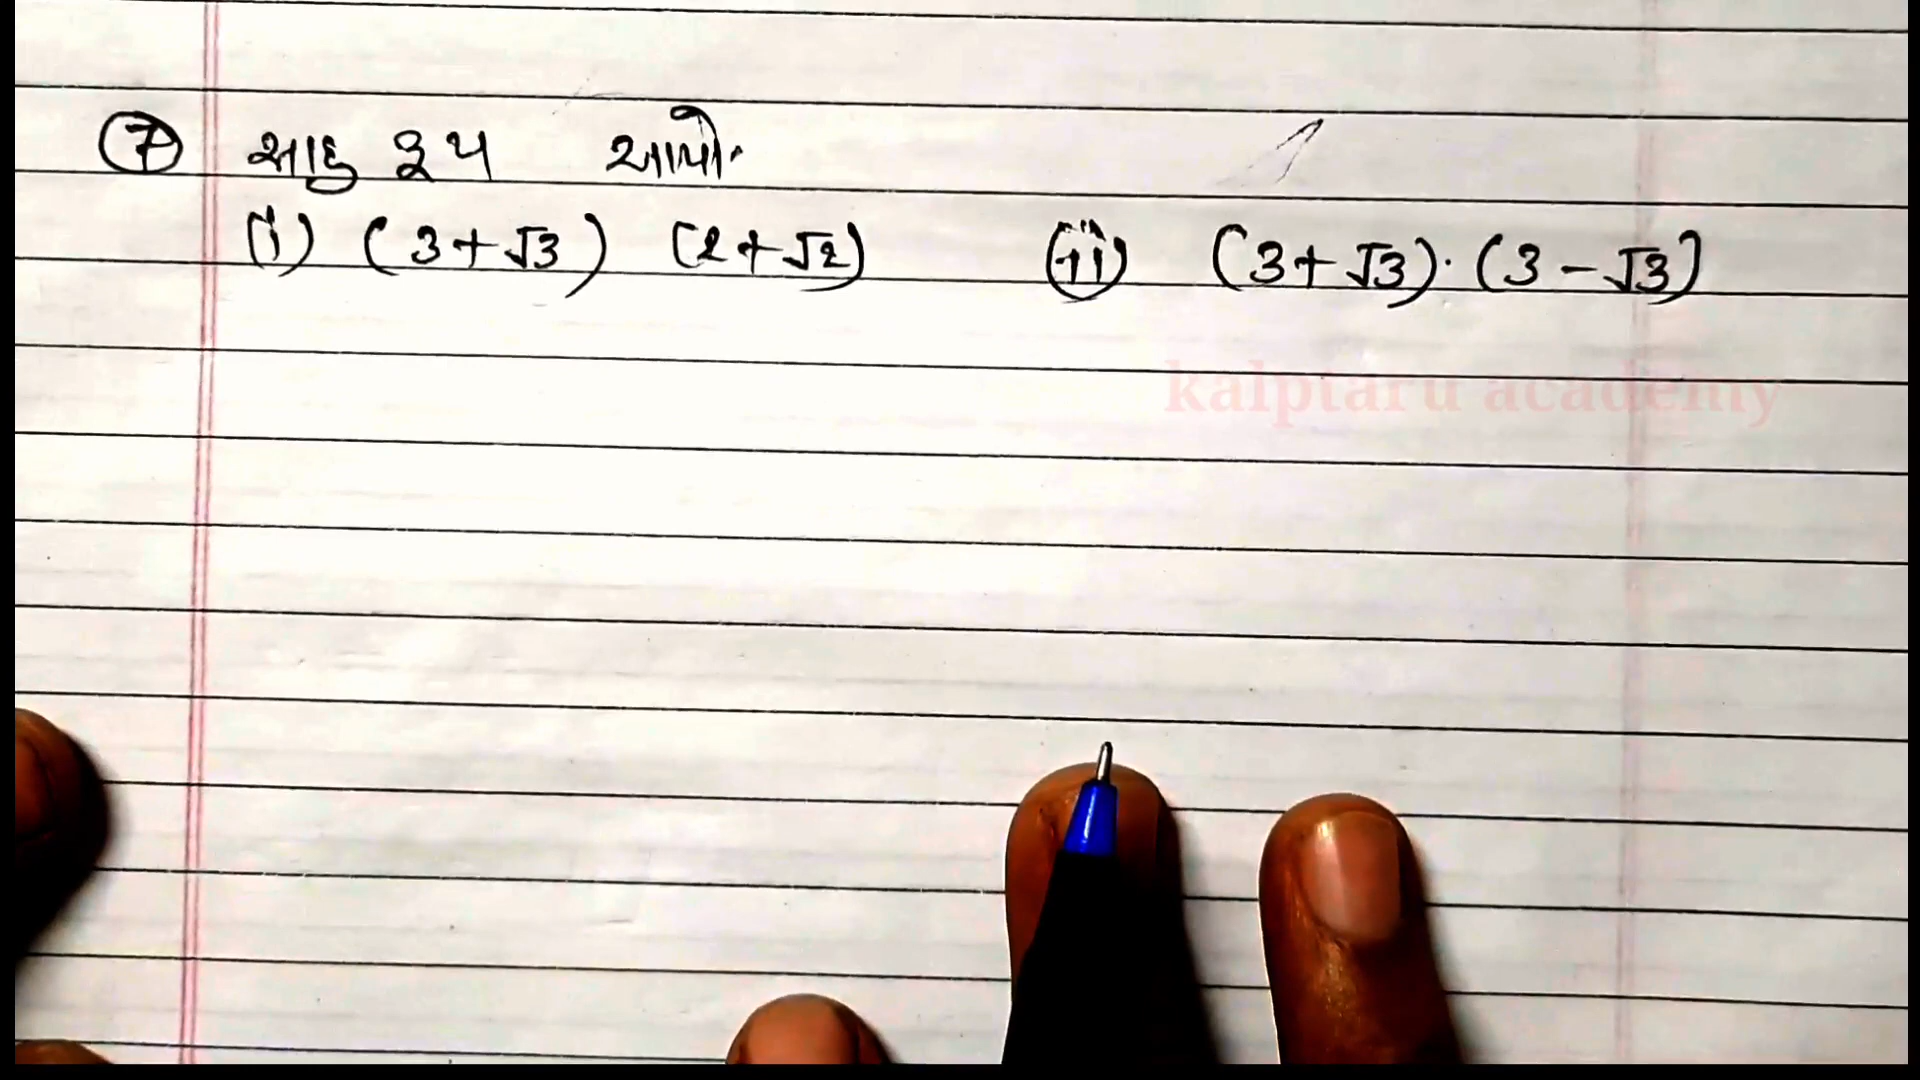 7 સાદુ રૂપ આપો.
(i) (3+√3) (2+√2) (ii) (3+√3)·(3-√3)
kalptaru academy